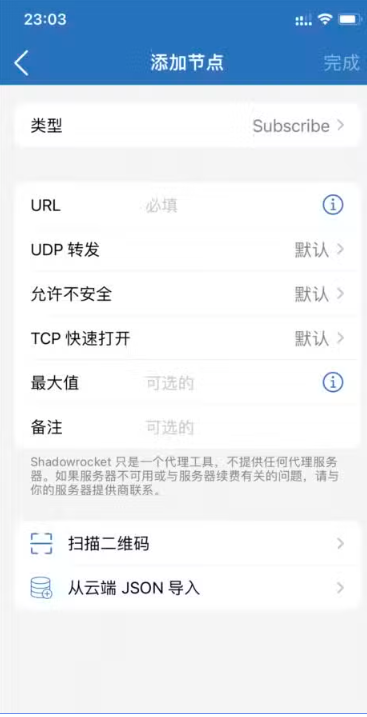 23:03
添加节点
完成
类型 Subscribe
URL 必填
UDP 转发 默认
允许不安全 默认
TCP 快速打开 默认
最大值 可选的
备注 可选的
Shadowrocket 只是一个代理工具，不提供任何代理服务
器。如果服务器不可用或与服务器续费有关的问题，请与
你的服务器提供商联系。
扫描二维码
从云端 JSON 导入